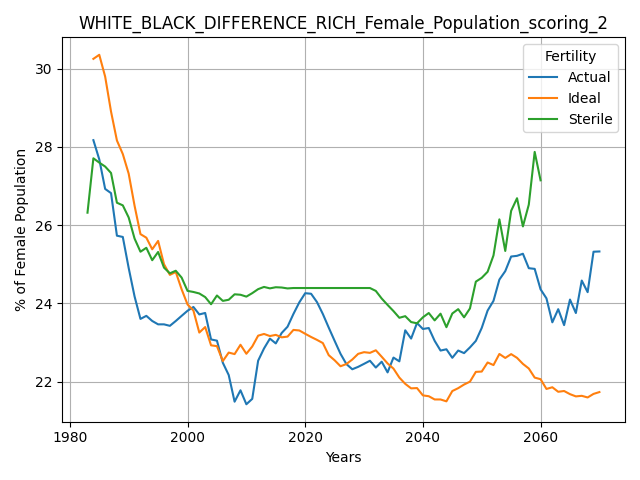 WHITE_BLACK_DIFFERENCE_RICH_Female_Population_scoring_2
Fertility
Actual
Ideal
Sterile
% of Female Population
30
28
26
24
22
1980
2000
2020
2040
2060
Years